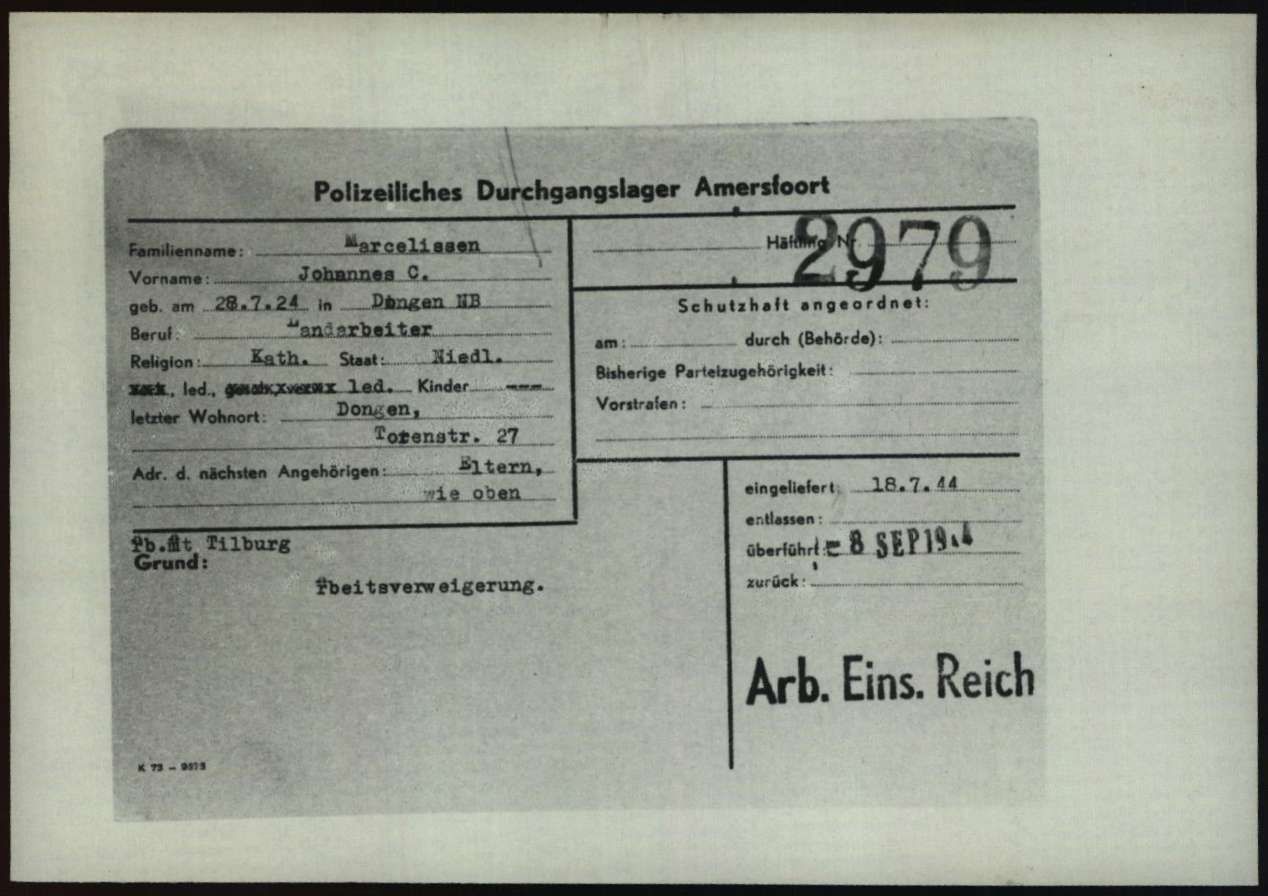 Polizeiliches Durchgangslager Amersfoort
Familienname: Marcelissen
Vorname: Johannes C.
geb. am 28.7.24 in Dongen NB
Beruf: Landarbeiter
Religion: Kath. Staat: Niedl.
led., led. Kinder ---
letzter Wohnort: Dongen,
Torenstr. 27
Adr. d. nächsten Angehörigen: Eltern,
wie oben
Häftling Nr. 2979
Schutzhaft angeordnet:
am: durch (Behörde):
Bisherige Parteizugehörigkeit:
Vorstrafen:
Tilburg
Grund:
beitsverweigerung.
eingeliefert: 18.7.44
entlassen:
überführt: - 8 SEP 19 4
zurück:
Arb. Eins. Reich
K 73 – 9573